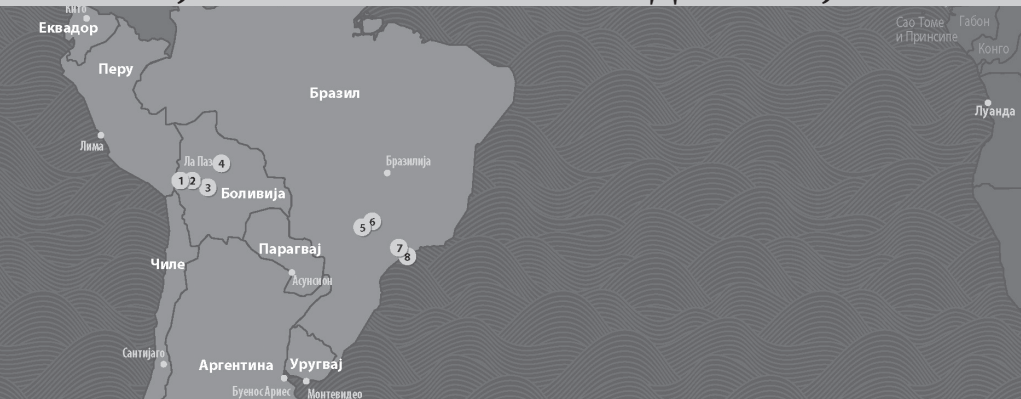 Кито
Еквадор
Сао Томе
и Принсипе
Габон
Конго
Перу
Бразил
Луанда
Лима
Ла Паз
4
Бразилија
1
2
3
Боливија
5
6
7
8
Парагвај
Чиле
Асунсион
Сантијаго
Аргентина
Уругвај
Буенос Ариес
Монтевидео